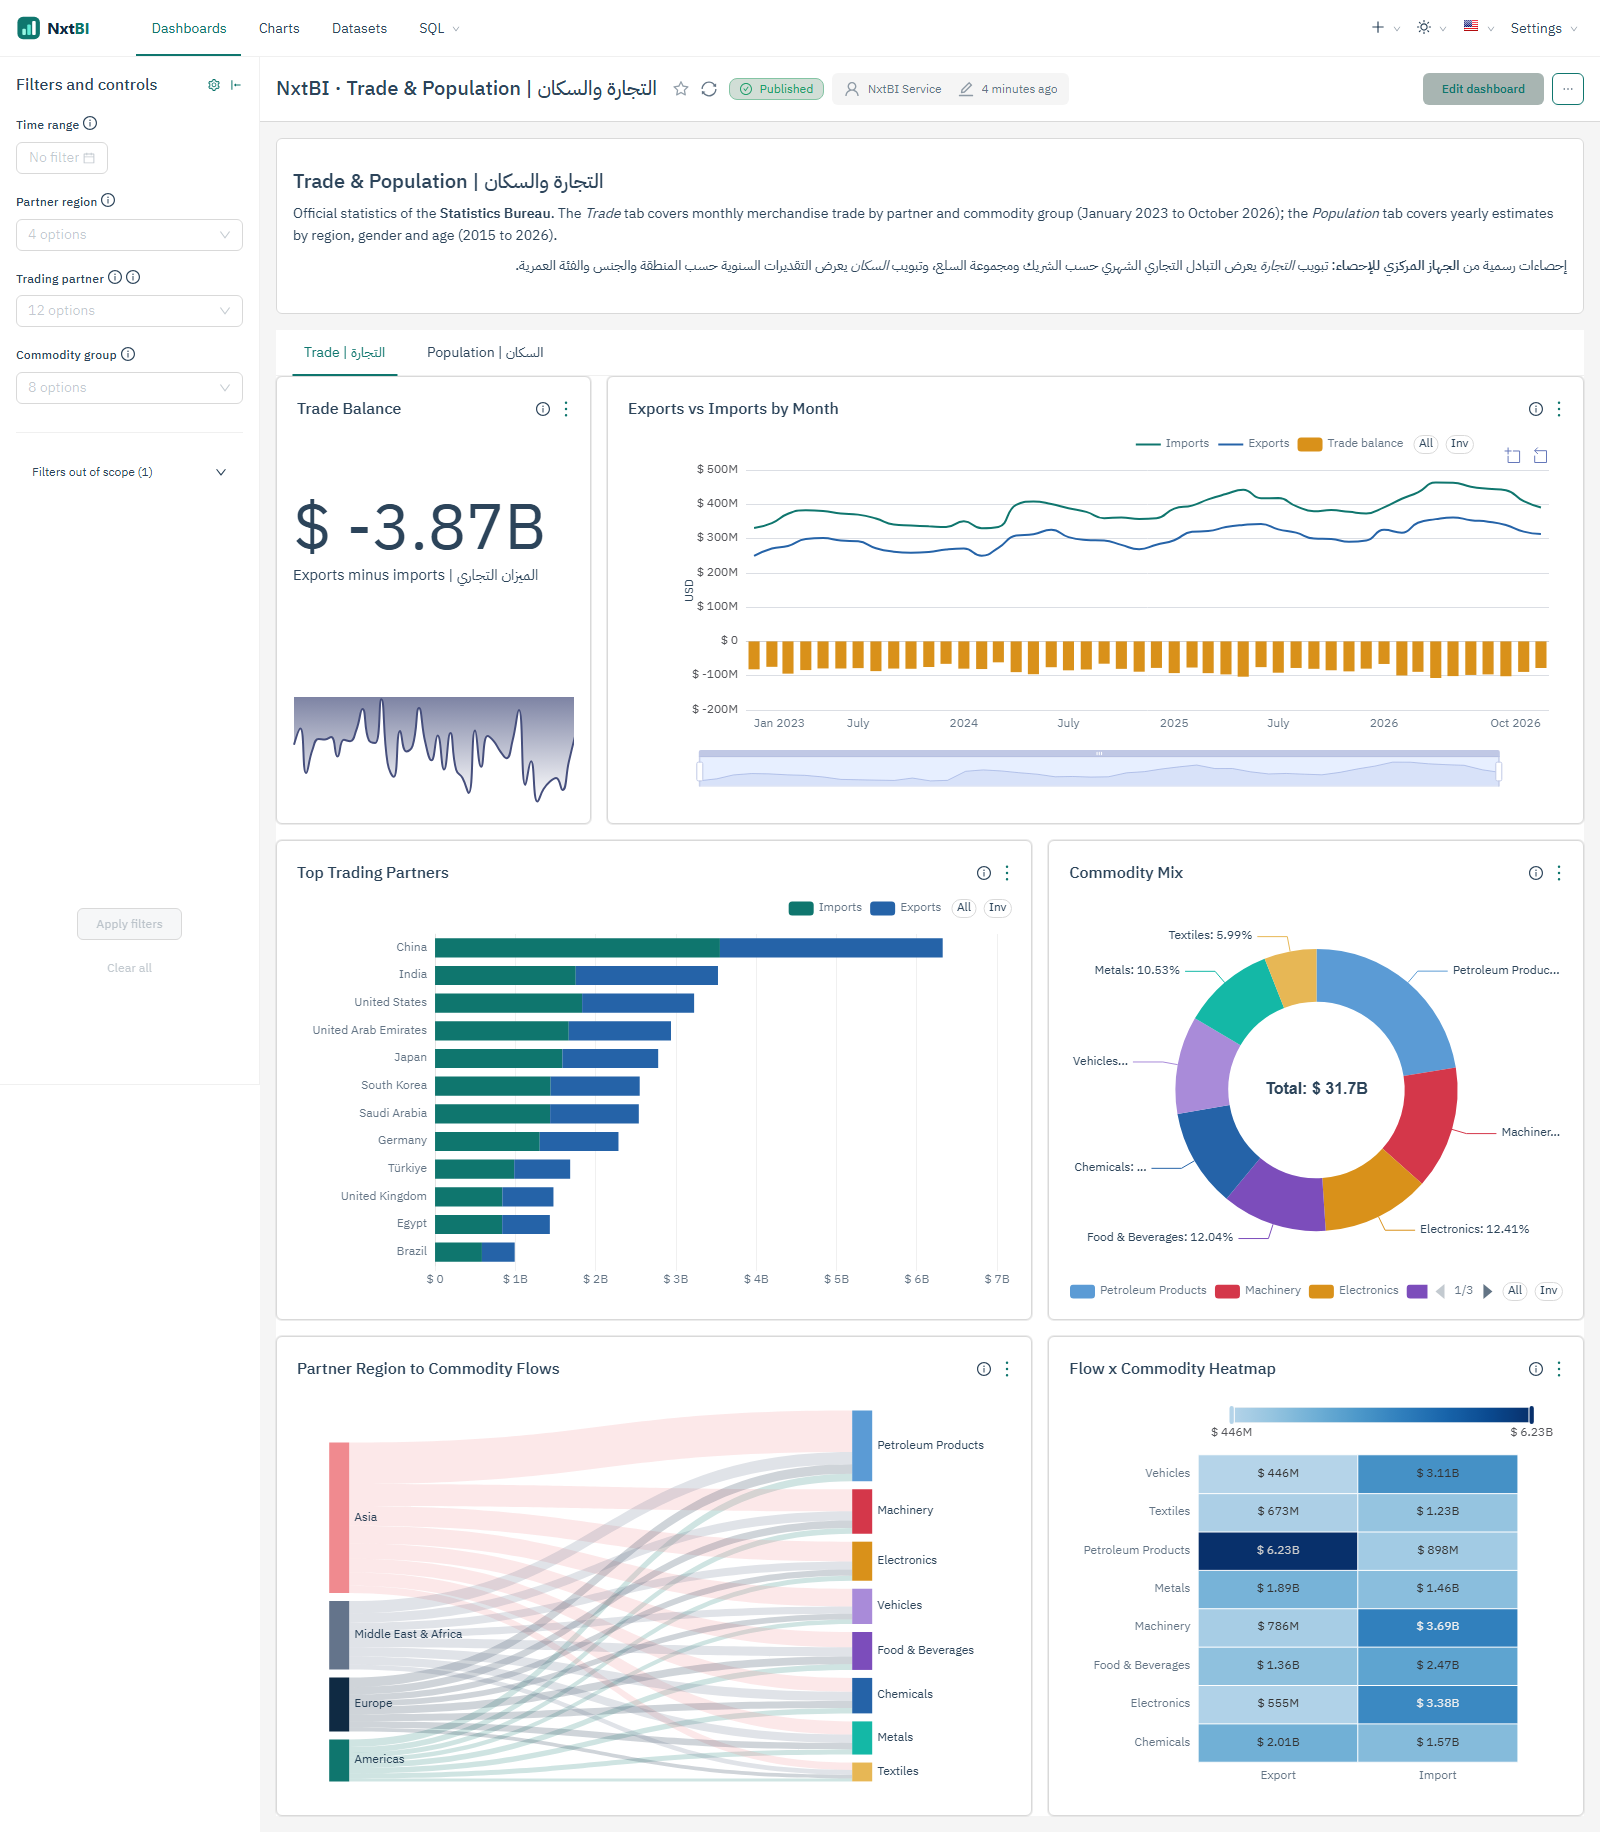 NxtBI
Dashboards
Charts
Datasets
SQL
Settings
Filters and controls
Time range
No filter
Partner region
4 options
Trading partner
12 options
Commodity group
8 options
Filters out of scope (1)
Apply filters
Clear all
NxtBI · Trade & Population | التجارة والسكان
Published
NxtBI Service
4 minutes ago
Edit dashboard
...
Trade & Population | التجارة والسكان
Official statistics of the Statistics Bureau. The Trade tab covers monthly merchandise trade by partner and commodity group (January 2023 to October 2026); the Population tab covers yearly estimates
by region, gender and age (2015 to 2026).
إحصاءات رسمية من الجهاز المركزي للإحصاء: تبويب التجارة يعرض التبادل التجاري الشهري حسب الشريك ومجموعة السلع، وتبويب السكان يعرض التقديرات السنوية حسب المنطقة والجنس والفئة العمرية.
Trade | التجارة
Population | السكان
Trade Balance
$ -3.87B
Exports minus imports | الميزان التجاري
Exports vs Imports by Month
Imports
Exports
Trade balance
All
Inv
USD
$ 500M
$ 400M
$ 300M
$ 200M
$ 100M
$ 0
$ -100M
$ -200M
Jan 2023
July
2024
July
2025
July
2026
Oct 2026
Top Trading Partners
Imports
Exports
All
Inv
China
India
United States
United Arab Emirates
Japan
South Korea
Saudi Arabia
Germany
Türkiye
United Kingdom
Egypt
Brazil
$ 0
$ 1B
$ 2B
$ 3B
$ 4B
$ 5B
$ 6B
$ 7B
Commodity Mix
Textiles: 5.99%
Metals: 10.53%
Petroleum Produc...
Vehicles...
Total: $ 31.7B
Machiner...
Chemicals: ...
Electronics: 12.41%
Food & Beverages: 12.04%
Petroleum Products
Machinery
Electronics
1/3
All
Inv
Partner Region to Commodity Flows
Asia
Middle East & Africa
Europe
Americas
Petroleum Products
Machinery
Electronics
Vehicles
Food & Beverages
Chemicals
Metals
Textiles
Flow x Commodity Heatmap
$ 446M
$ 6.23B
Vehicles $ 446M $ 3.11B
Textiles $ 673M $ 1.23B
Petroleum Products $ 6.23B $ 898M
Metals $ 1.89B $ 1.46B
Machinery $ 786M $ 3.69B
Food & Beverages $ 1.36B $ 2.47B
Electronics $ 555M $ 3.38B
Chemicals $ 2.01B $ 1.57B
Export
Import